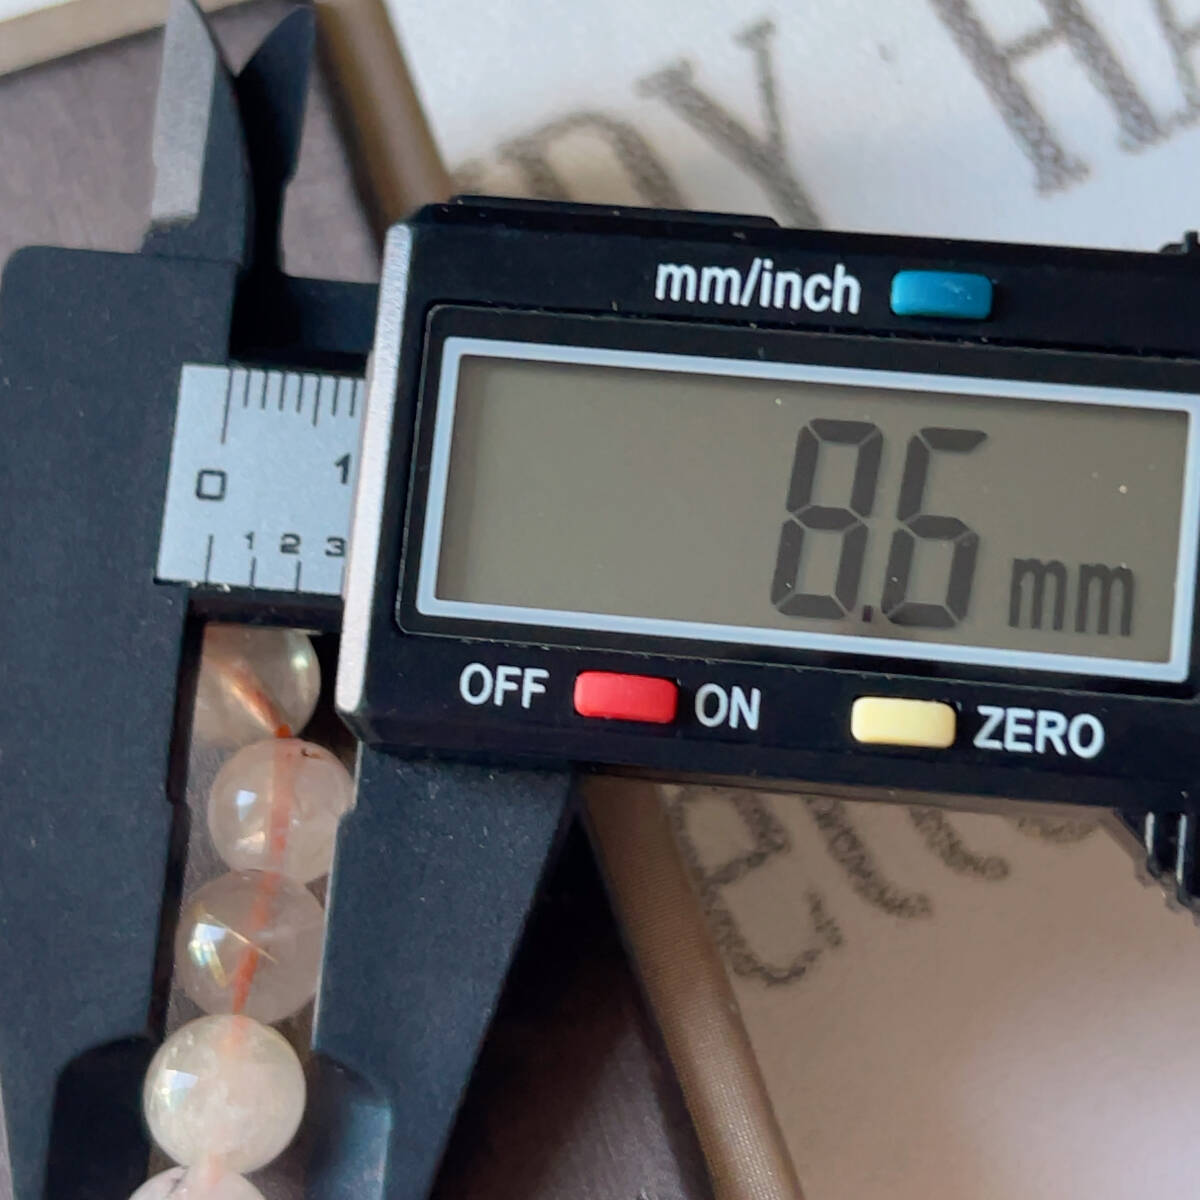 mm/inch
8.6 mm
OFF ON ZERO
0 1
1 2 3